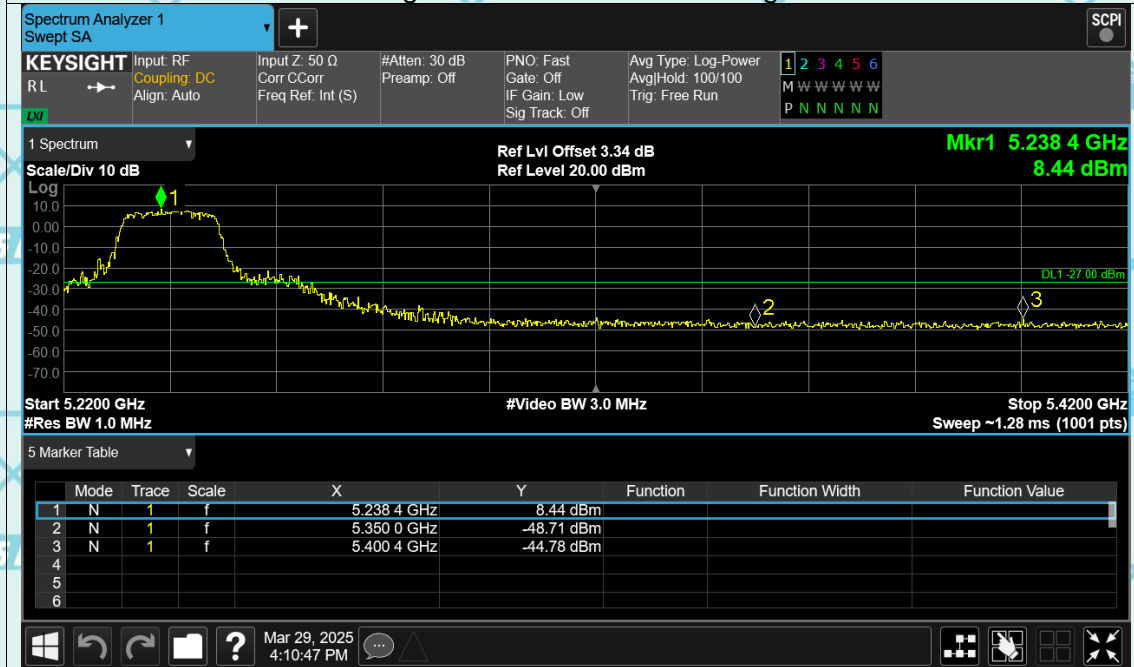 Spectrum Analyzer 1
Swept SA
+
SCPI
KEYSIGHT Input: RF Input Z: 50 Ω #Atten: 30 dB PNO: Fast Avg Type: Log-Power 1 2 3 4 5 6
RL Coupling: DC Corr CCorr Preamp: Off Gate: Off Avg|Hold: 100/100 M W W W W W
Align: Auto Freq Ref: Int (S) IF Gain: Low Trig: Free Run
LXI Sig Track: Off P N N N N N
1 Spectrum Ref Lvl Offset 3.34 dB Mkr1 5.238 4 GHz
Scale/Div 10 dB Ref Level 20.00 dBm 8.44 dBm
Log
1
10.0
0.00
-10.0
-20.0
DL1 -27.00 dBm
-30.0
2 3
-40.0
-50.0
-60.0
-70.0
Start 5.2200 GHz #Video BW 3.0 MHz Stop 5.4200 GHz
#Res BW 1.0 MHz Sweep ~1.28 ms (1001 pts)
5 Marker Table
Mode Trace Scale X Y Function Function Width Function Value
1 N 1 f 5.238 4 GHz 8.44 dBm
2 N 1 f 5.350 0 GHz -48.71 dBm
3 N 1 f 5.400 4 GHz -44.78 dBm
4
5
6
? Mar 29, 2025
4:10:47 PM